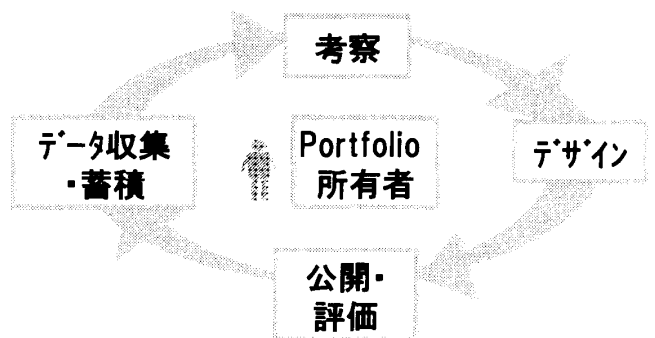 考察
ﾃﾞｰﾀ収集
・蓄積
Portfolio
所有者
ﾃﾞｻﾞｲﾝ
公開・
評価